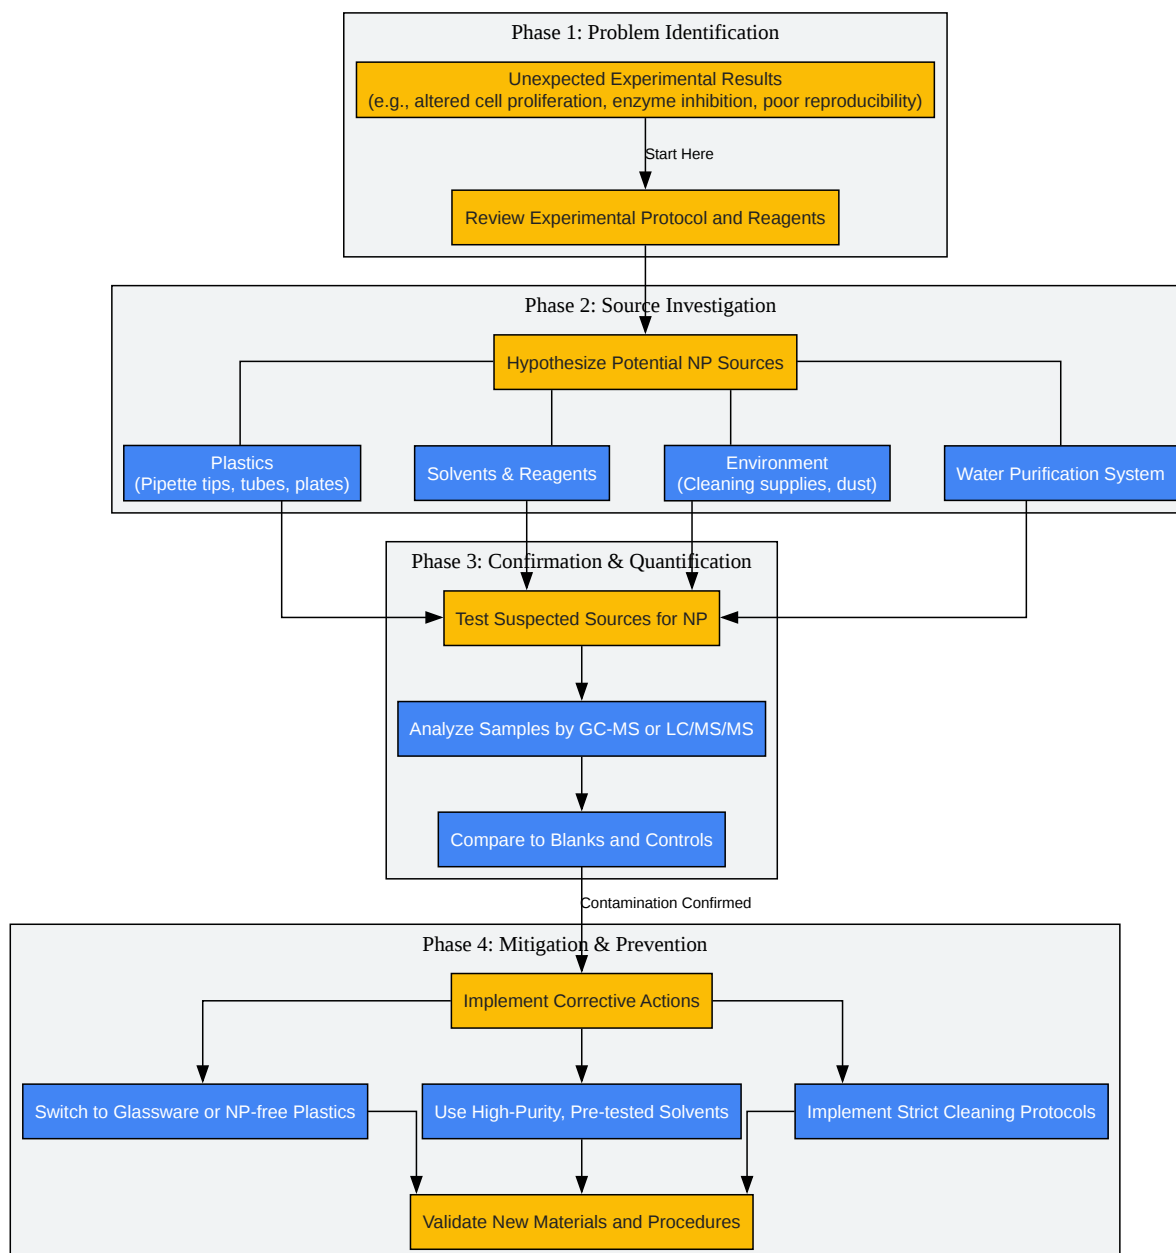 Phase 1: Problem Identification
Unexpected Experimental Results
(e.g., altered cell proliferation, enzyme inhibition, poor reproducibility)
Start Here
Review Experimental Protocol and Reagents
Phase 2: Source Investigation
Hypothesize Potential NP Sources
Plastics
(Pipette tips, tubes, plates)
Solvents & Reagents
Environment
(Cleaning supplies, dust)
Water Purification System
Phase 3: Confirmation & Quantification
Test Suspected Sources for NP
Analyze Samples by GC-MS or LC/MS/MS
Compare to Blanks and Controls
Contamination Confirmed
Phase 4: Mitigation & Prevention
Implement Corrective Actions
Switch to Glassware or NP-free Plastics
Use High-Purity, Pre-tested Solvents
Implement Strict Cleaning Protocols
Validate New Materials and Procedures